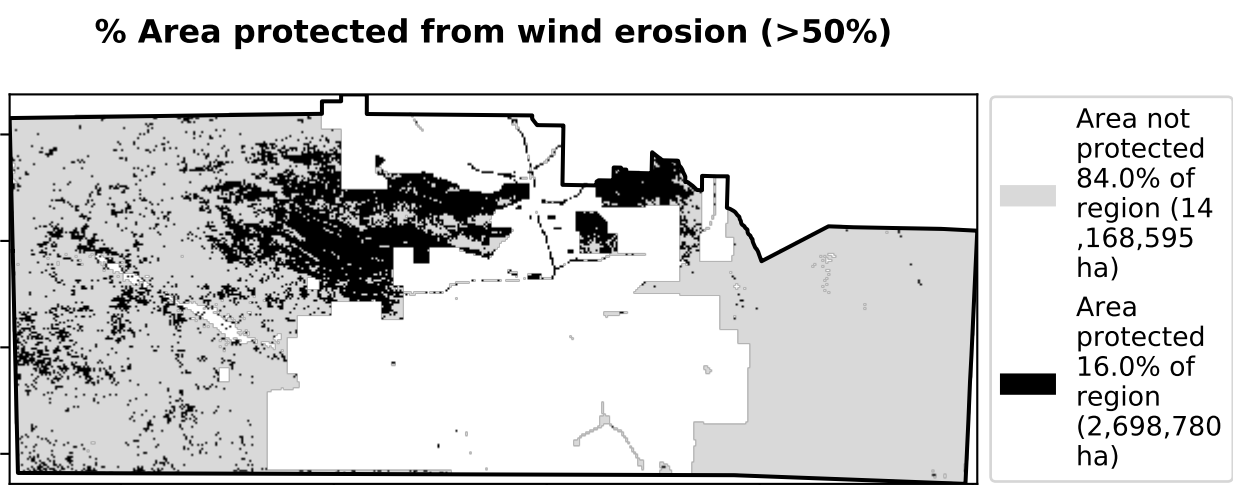 % Area protected from wind erosion (>50%)
Area not
protected
84.0% of
region (14
,168,595
ha)
Area
protected
16.0% of
region
(2,698,780
ha)